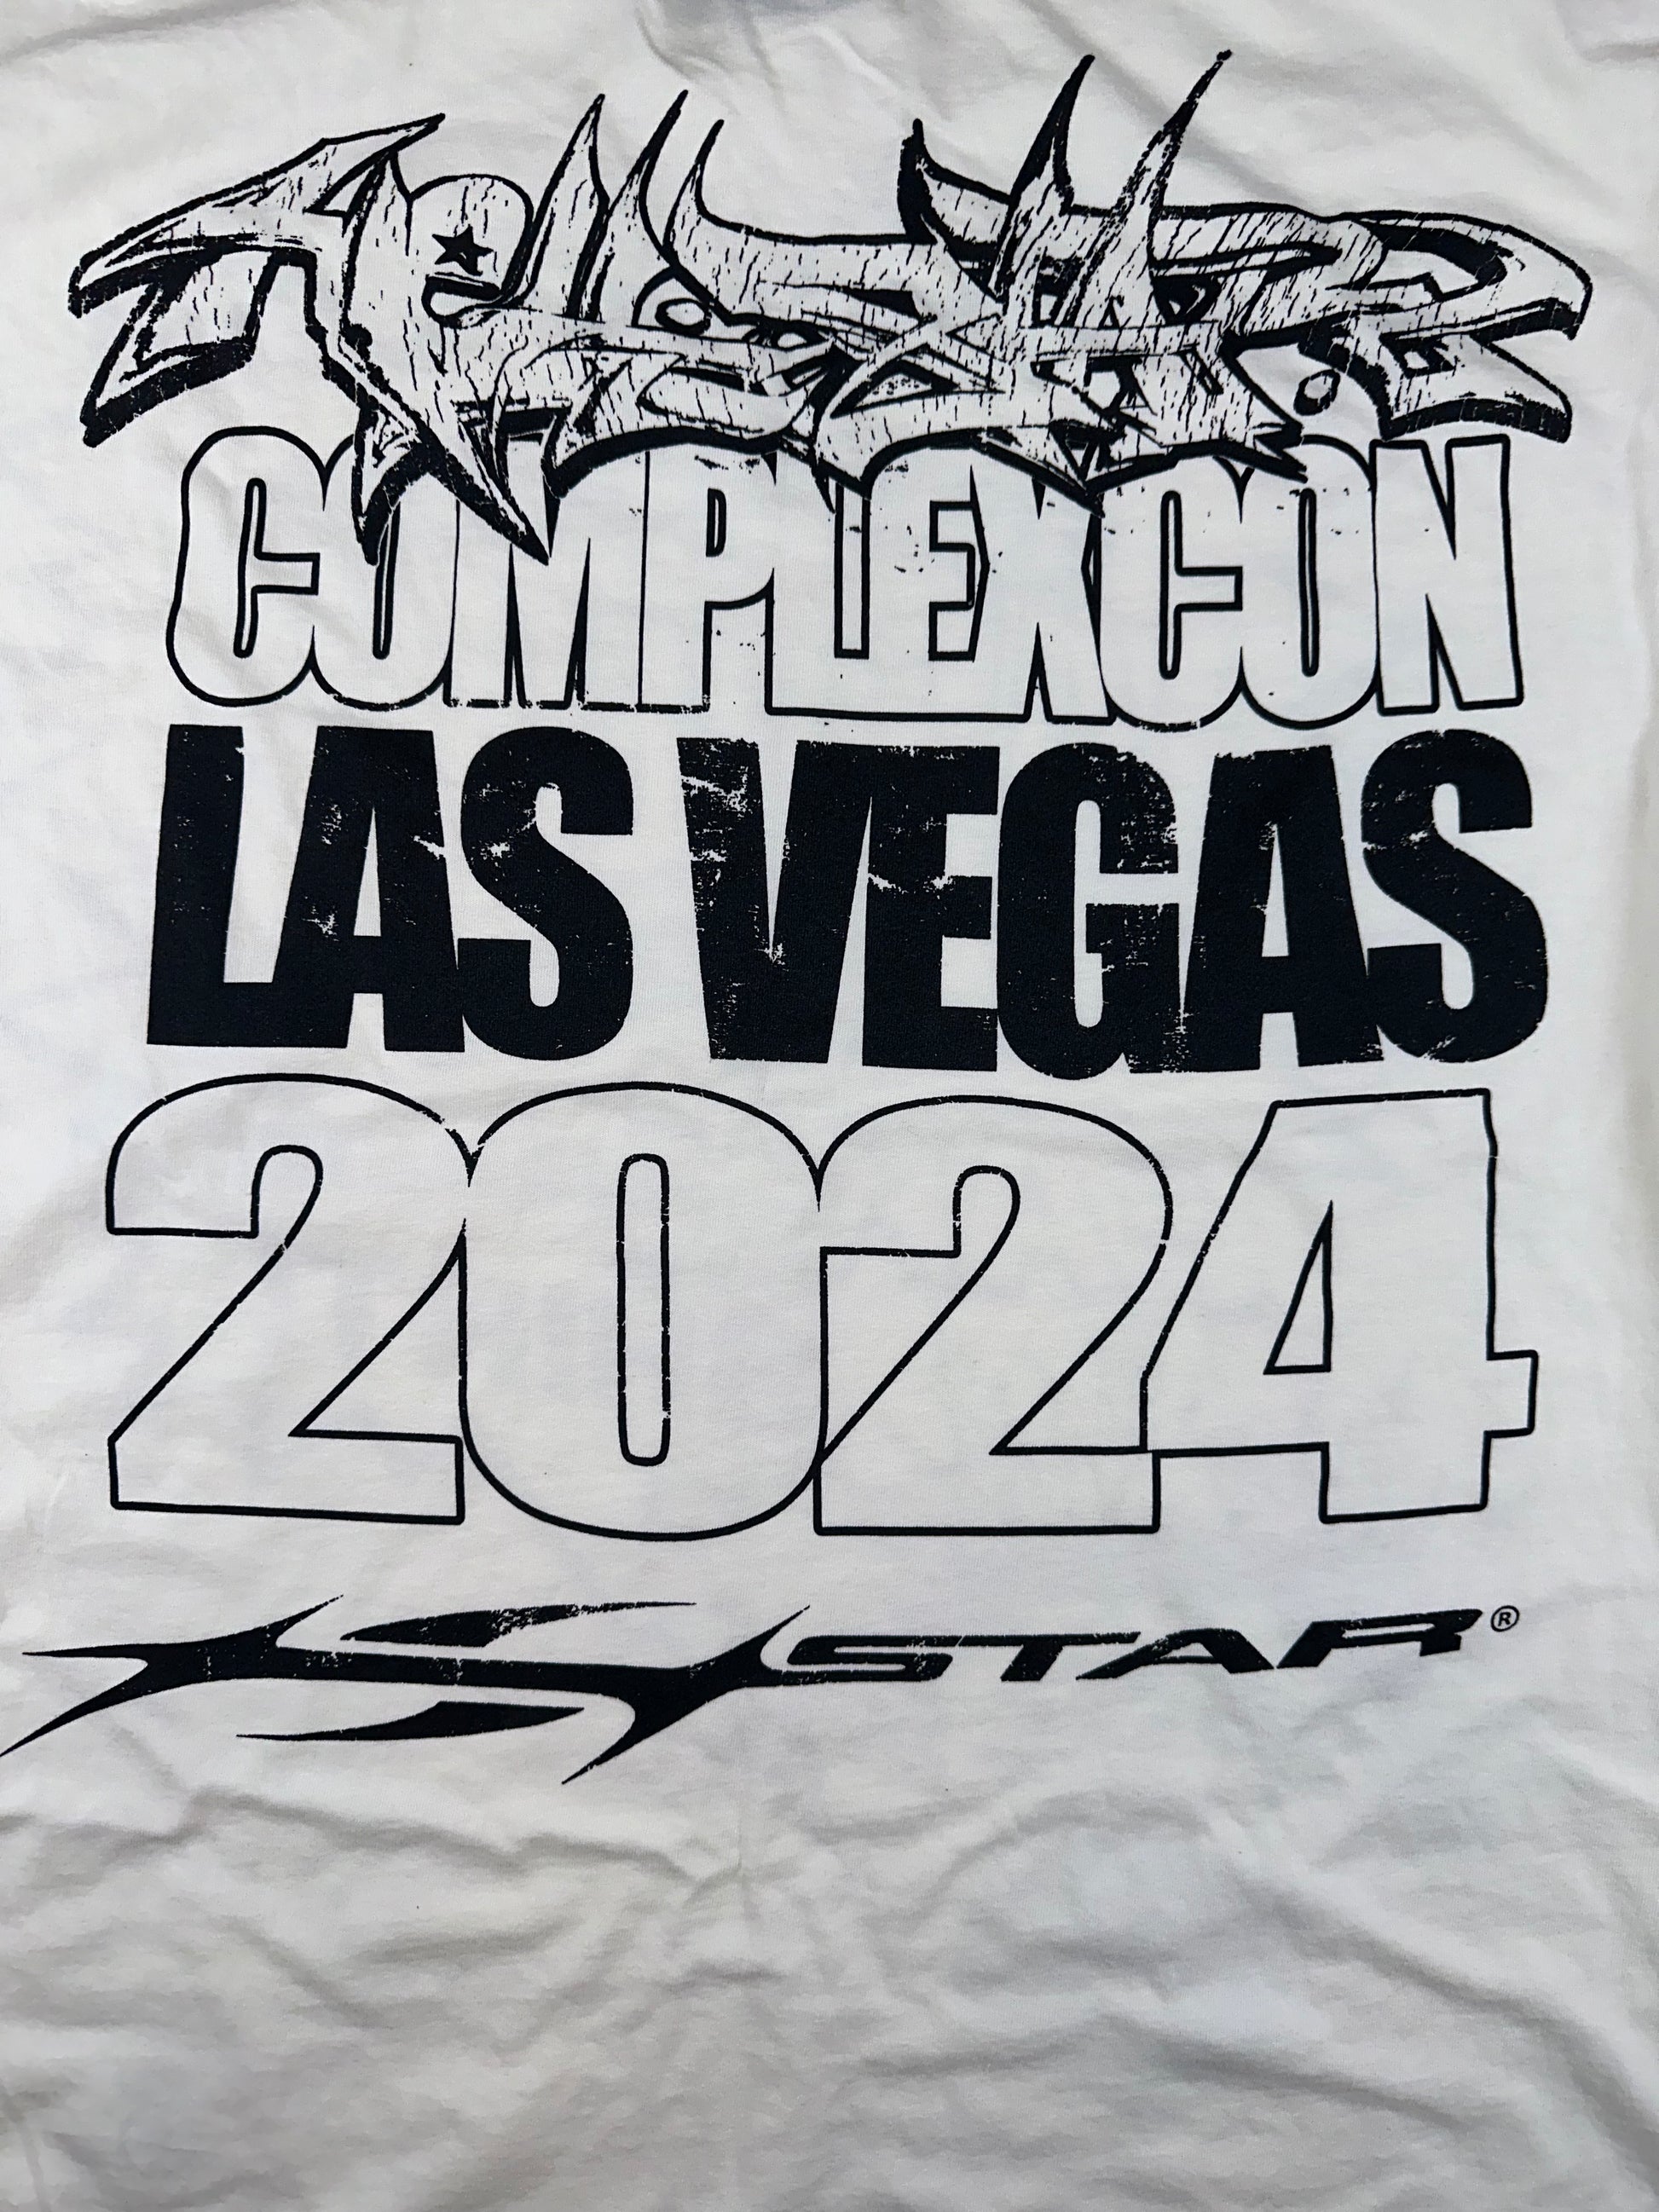 COMPLEXCON
LAS VEGAS
2024
STAR®